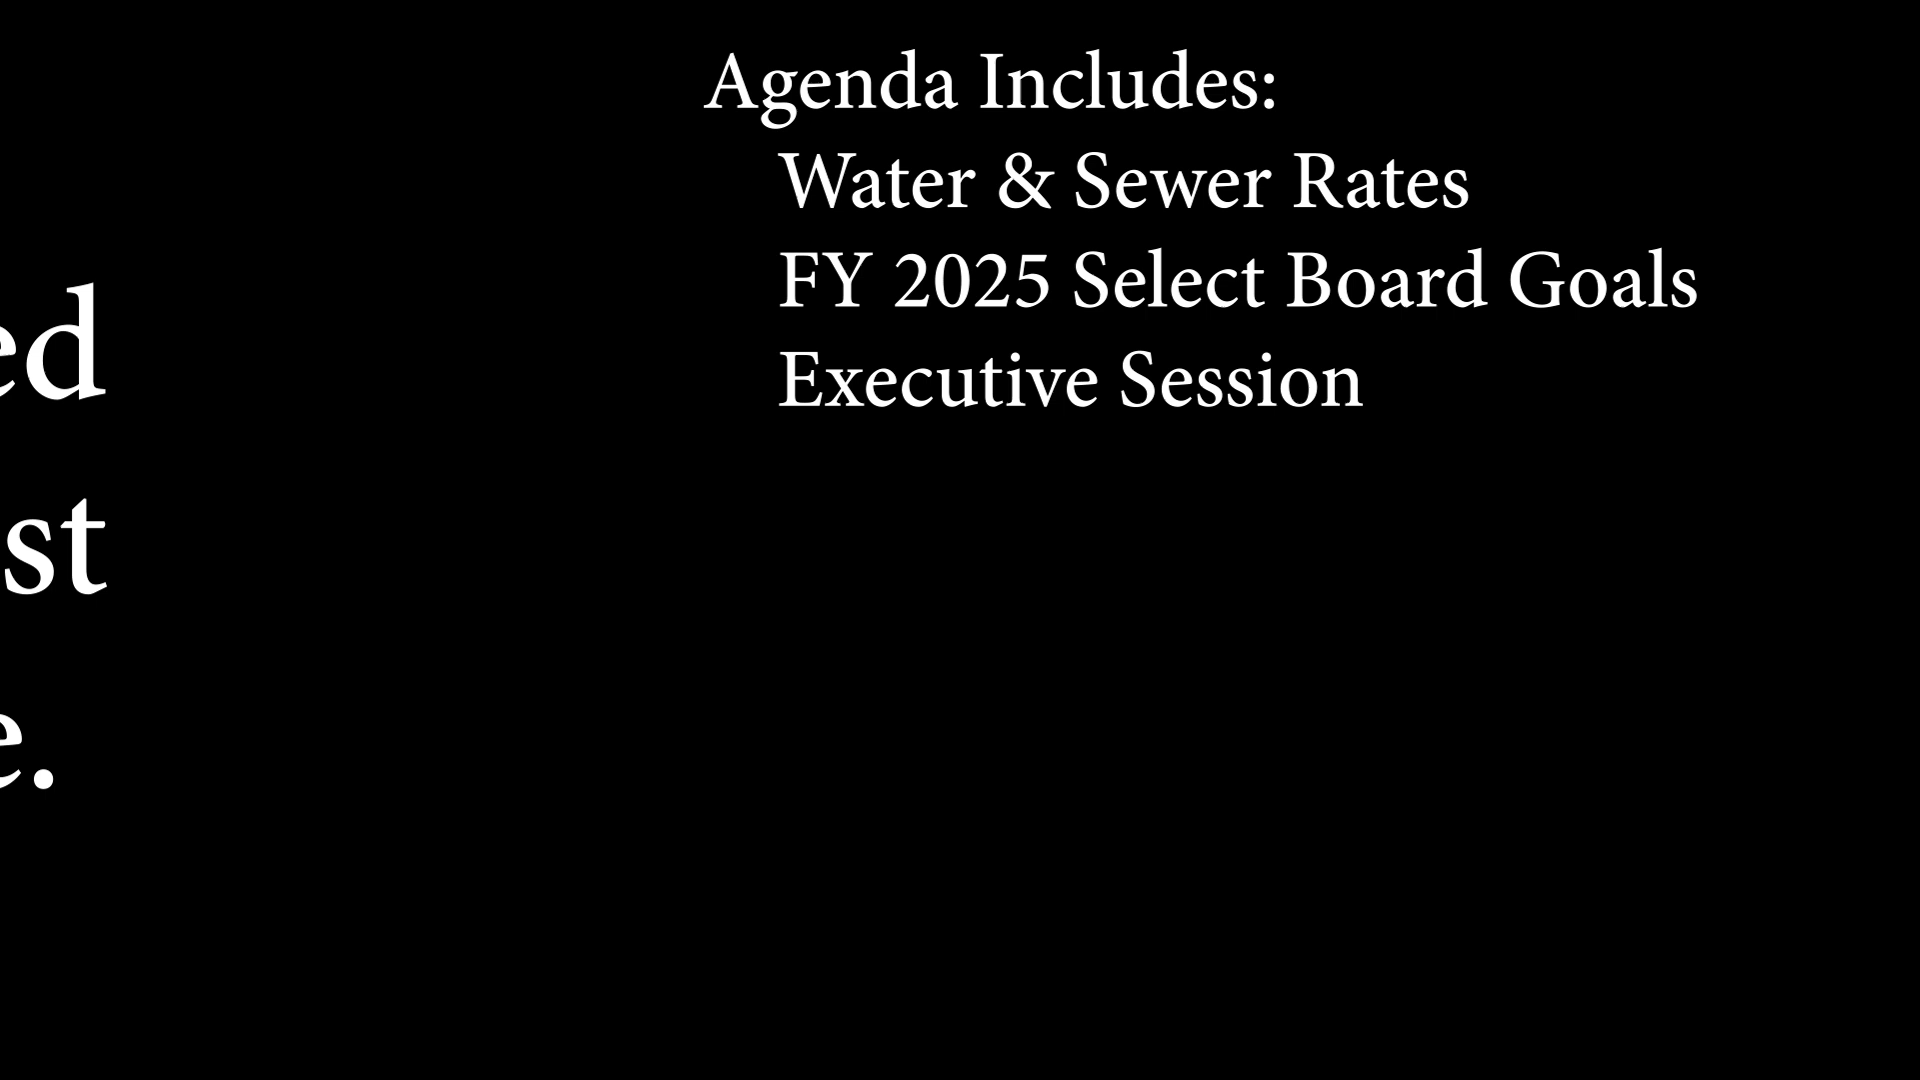 Agenda Includes:
Water & Sewer Rates
FY 2025 Select Board Goals
Executive Session
ed
st
e.